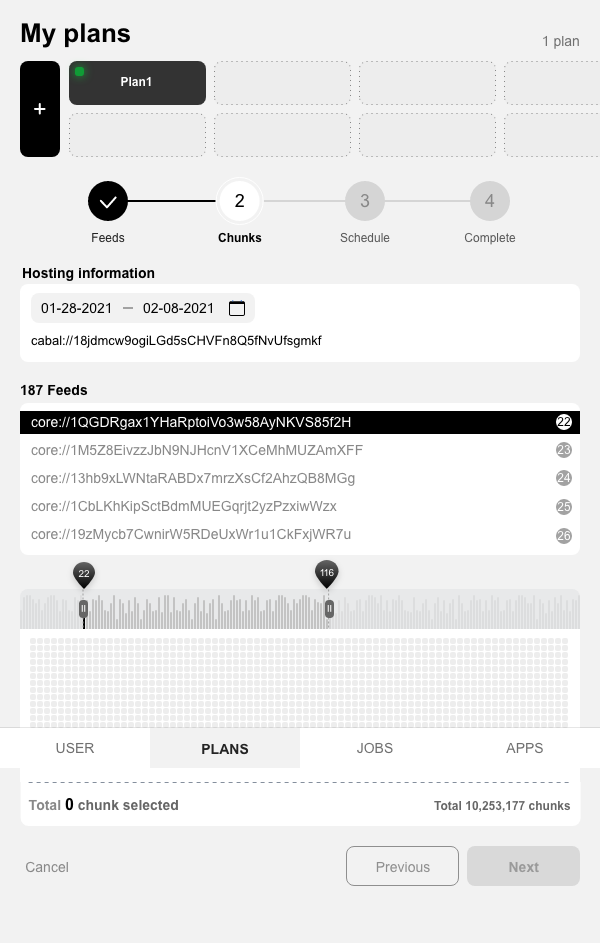 My plans
1 plan
+
Plan1
2
3
4
Feeds
Chunks
Schedule
Complete
Hosting information
01-28-2021 — 02-08-2021
cabal://18jdmcw9ogiLGd5sCHVFn8Q5fNvUfsgmkf
187 Feeds
core://1QGDRgax1YHaRptoiVo3w58AyNKVS85f2H 22
core://1M5Z8EivzzJbN9NJHcnV1XCeMhMUZAmXFF 23
core://13hb9xLWNtaRABDx7mrzXsCf2AhzQB8MGg 24
core://1CbLKhKipSctBdmMUEGqrjt2yzPzxiwWzx 25
core://19zMycb7CwnirW5RDeUxWr1u1CkFxjWR7u 26
22
116
USER
PLANS
JOBS
APPS
Total 0 chunk selected
Total 10,253,177 chunks
Cancel
Previous
Next